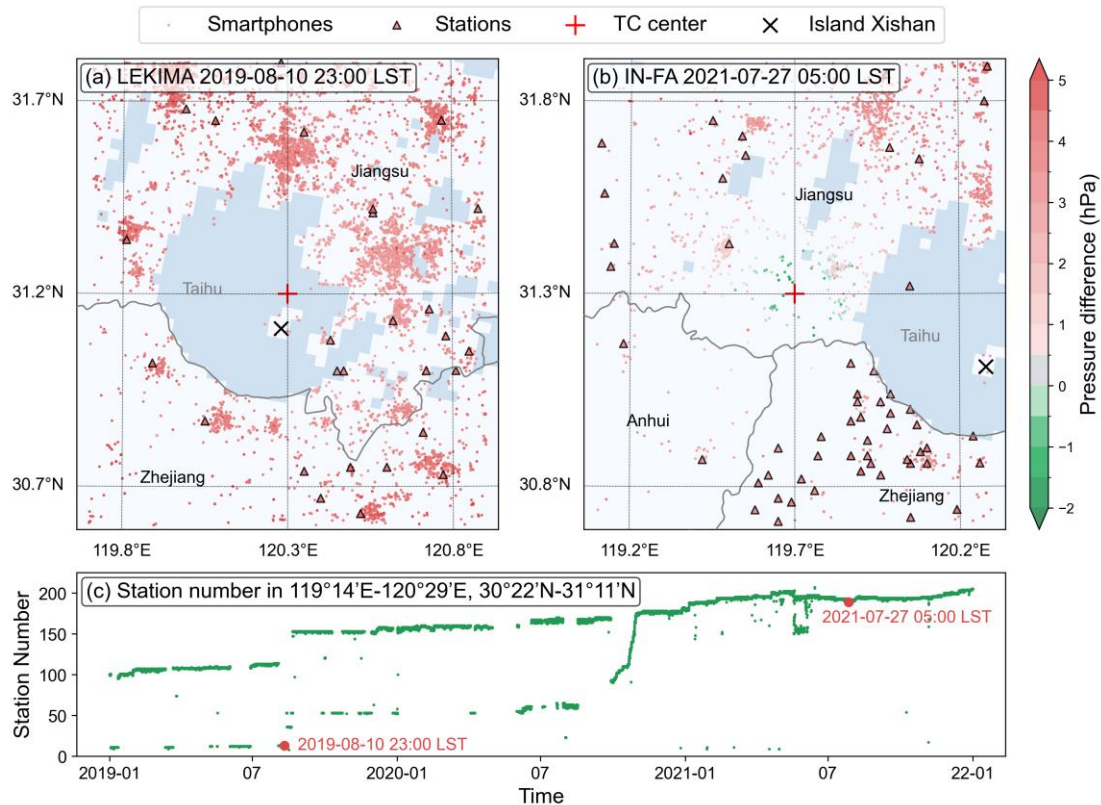 Smartphones Stations TC center Island Xishan
(a) LEKIMA 2019-08-10 23:00 LST
31.7°N
31.2°N
30.7°N
Jiangsu
Taihu
Zhejiang
119.8°E 120.3°E 120.8°E
(b) IN-FA 2021-07-27 05:00 LST
31.8°N
31.3°N
30.8°N
Jiangsu
Taihu
Anhui
Zhejiang
119.2°E 119.7°E 120.2°E
5
4
3
2
1
0
−1
−2
Pressure difference (hPa)
(c) Station number in 119°14’E-120°29’E, 30°22’N-31°11’N
Station Number
200
150
100
50
0
2021-07-27 05:00 LST
2019-08-10 23:00 LST
2019-01 07 2020-01 07 2021-01 07 22-01
Time